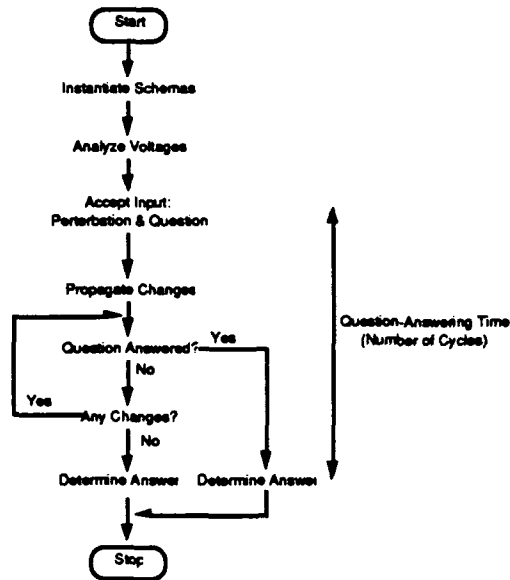 Start
Instantiate Schemas
Analyze Voltages
Accept Input:
Perterbation & Question
Propagate Changes
Question Answered?
Yes
No
Yes
Any Changes?
No
Determine Answer
Determine Answer
Stop
Question-Answering Time
(Number of Cycles)